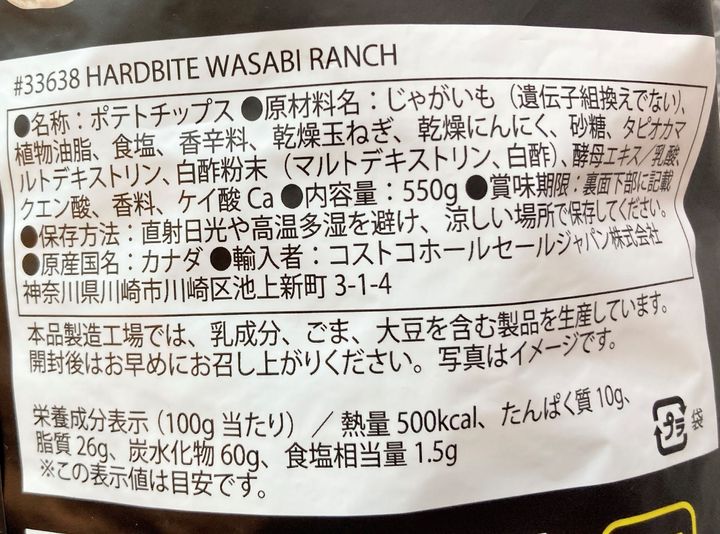 #33638 HARDBITE WASABI RANCH
●名称：ポテトチップス ●原材料名：じゃがいも（遺伝子組換えでない）、
植物油脂、食塩、香辛料、乾燥玉ねぎ、乾燥にんにく、砂糖、タピオカマ
ルトデキストリン、白酢粉末（マルトデキストリン、白酢）、酵母エキス／乳酸、
クエン酸、香料、ケイ酸 Ca ●内容量：550g ●賞味期限：裏面下部に記載
●保存方法：直射日光や高温多湿を避け、涼しい場所で保存してください。
●原産国名：カナダ ●輸入者：コストコホールセールジャパン株式会社
神奈川県川崎市川崎区池上新町 3-1-4
本品製造工場では、乳成分、ごま、大豆を含む製品を生産しています。
開封後はお早めにお召し上がりください。写真はイメージです。
栄養成分表示（100g 当たり）／ 熱量 500kcal、たんぱく質 10g、
脂質 26g、炭水化物 60g、食塩相当量 1.5g
※この表示値は目安です。
プラ 袋